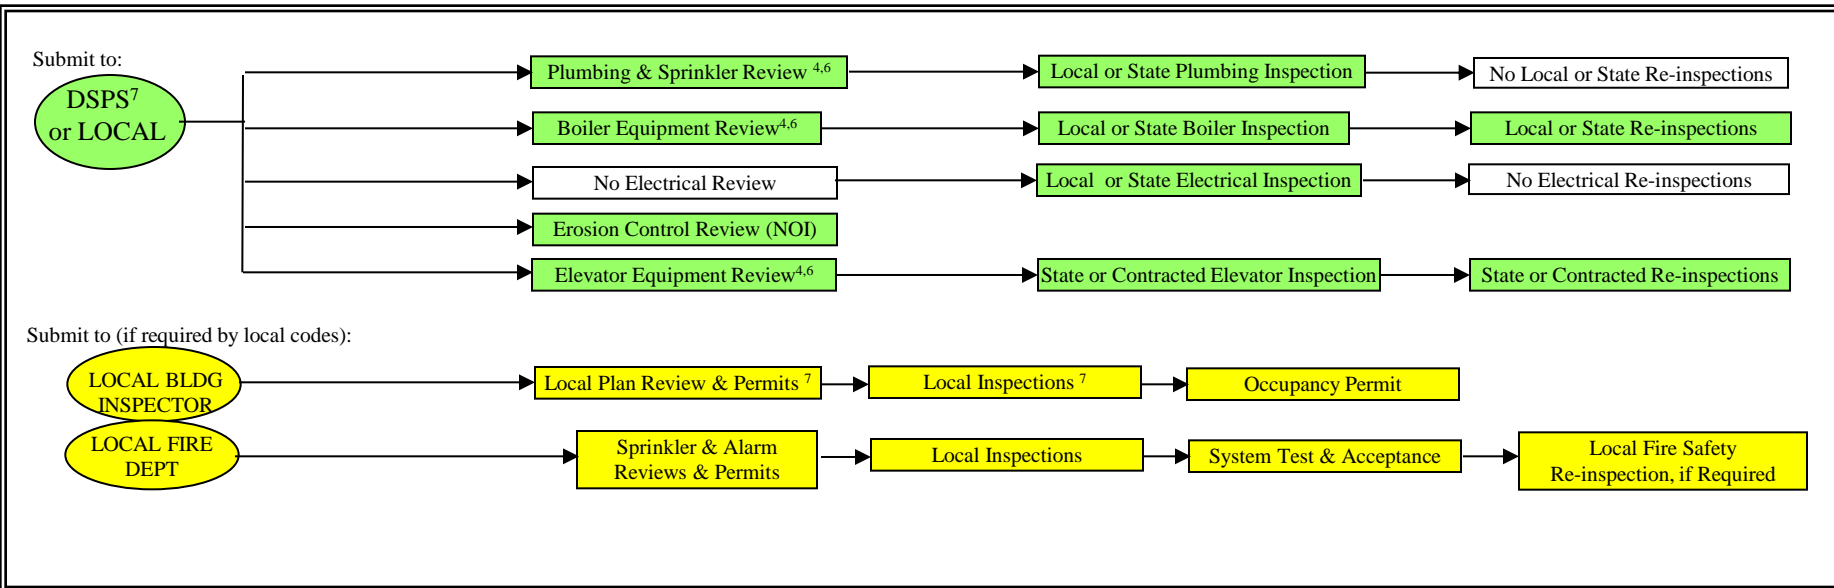 Submit to:
DSPS7
or LOCAL
Plumbing & Sprinkler Review 4,6
Local or State Plumbing Inspection
No Local or State Re-inspections
Boiler Equipment Review4,6
Local or State Boiler Inspection
Local or State Re-inspections
No Electrical Review
Local or State Electrical Inspection
No Electrical Re-inspections
Erosion Control Review (NOI)
Elevator Equipment Review4,6
State or Contracted Elevator Inspection
State or Contracted Re-inspections
Submit to (if required by local codes):
LOCAL BLDG
INSPECTOR
Local Plan Review & Permits 7
Local Inspections 7
Occupancy Permit
LOCAL FIRE
DEPT
Sprinkler & Alarm
Reviews & Permits
Local Inspections
System Test & Acceptance
Local Fire Safety
Re-inspection, if Required